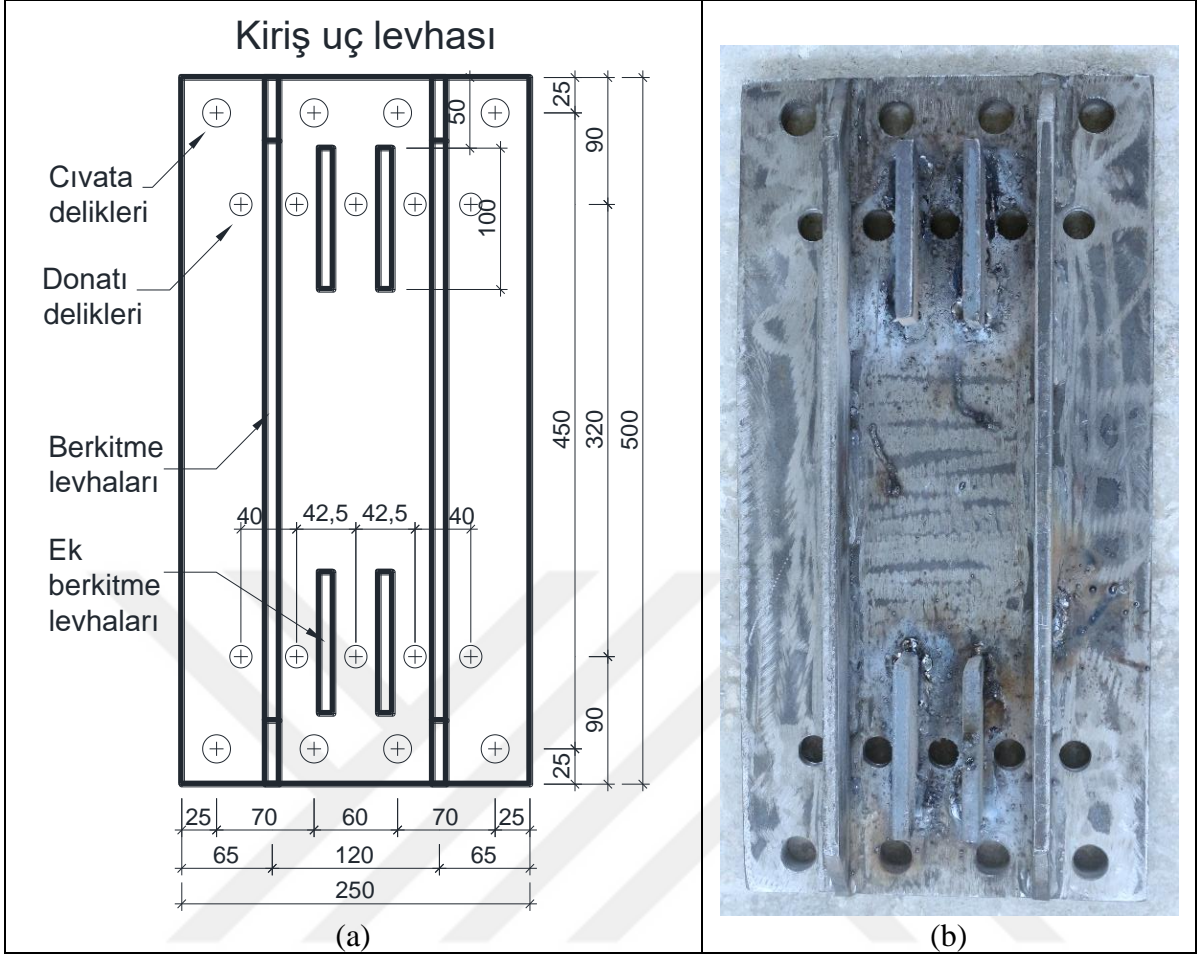 Kiriş uç levhası
25
50
90
Cıvata
delikleri
100
Donatı
delikleri
Berkitme
levhaları
450
320
500
40
42,5
42,5
40
Ek
berkitme
levhaları
90
25
25
70
60
70
25
65
120
65
250
(a)
(b)